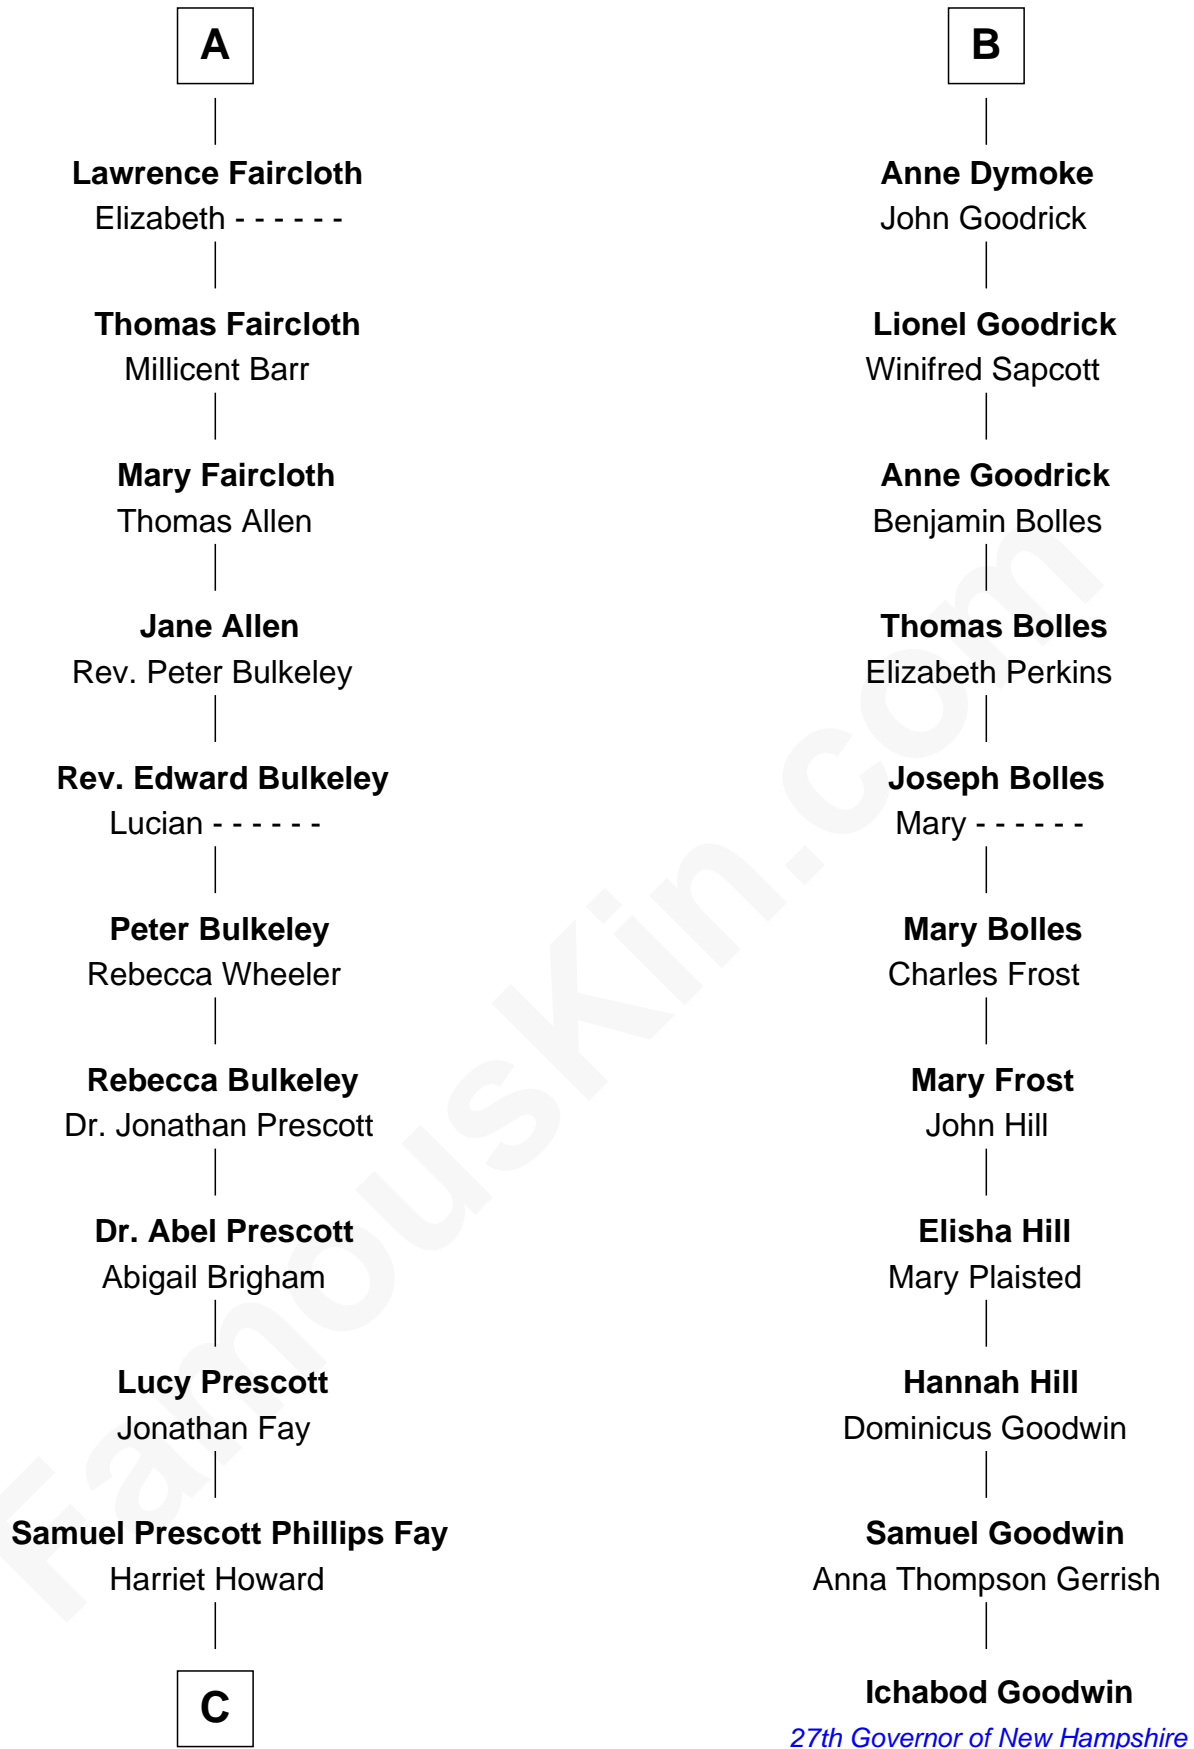 A
Lawrence Faircloth
Elizabeth - - - - - -
Thomas Faircloth
Millicent Barr
Mary Faircloth
Thomas Allen
Jane Allen
Rev. Peter Bulkeley
Rev. Edward Bulkeley
Lucian - - - - - -
Peter Bulkeley
Rebecca Wheeler
Rebecca Bulkeley
Dr. Jonathan Prescott
Dr. Abel Prescott
Abigail Brigham
Lucy Prescott
Jonathan Fay
Samuel Prescott Phillips Fay
Harriet Howard
C
B
Anne Dymoke
John Goodrick
Lionel Goodrick
Winifred Sapcott
Anne Goodrick
Benjamin Bolles
Thomas Bolles
Elizabeth Perkins
Joseph Bolles
Mary - - - - - -
Mary Bolles
Charles Frost
Mary Frost
John Hill
Elisha Hill
Mary Plaisted
Hannah Hill
Dominicus Goodwin
Samuel Goodwin
Anna Thompson Gerrish
Ichabod Goodwin
27th Governor of New Hampshire
FamousKin.com